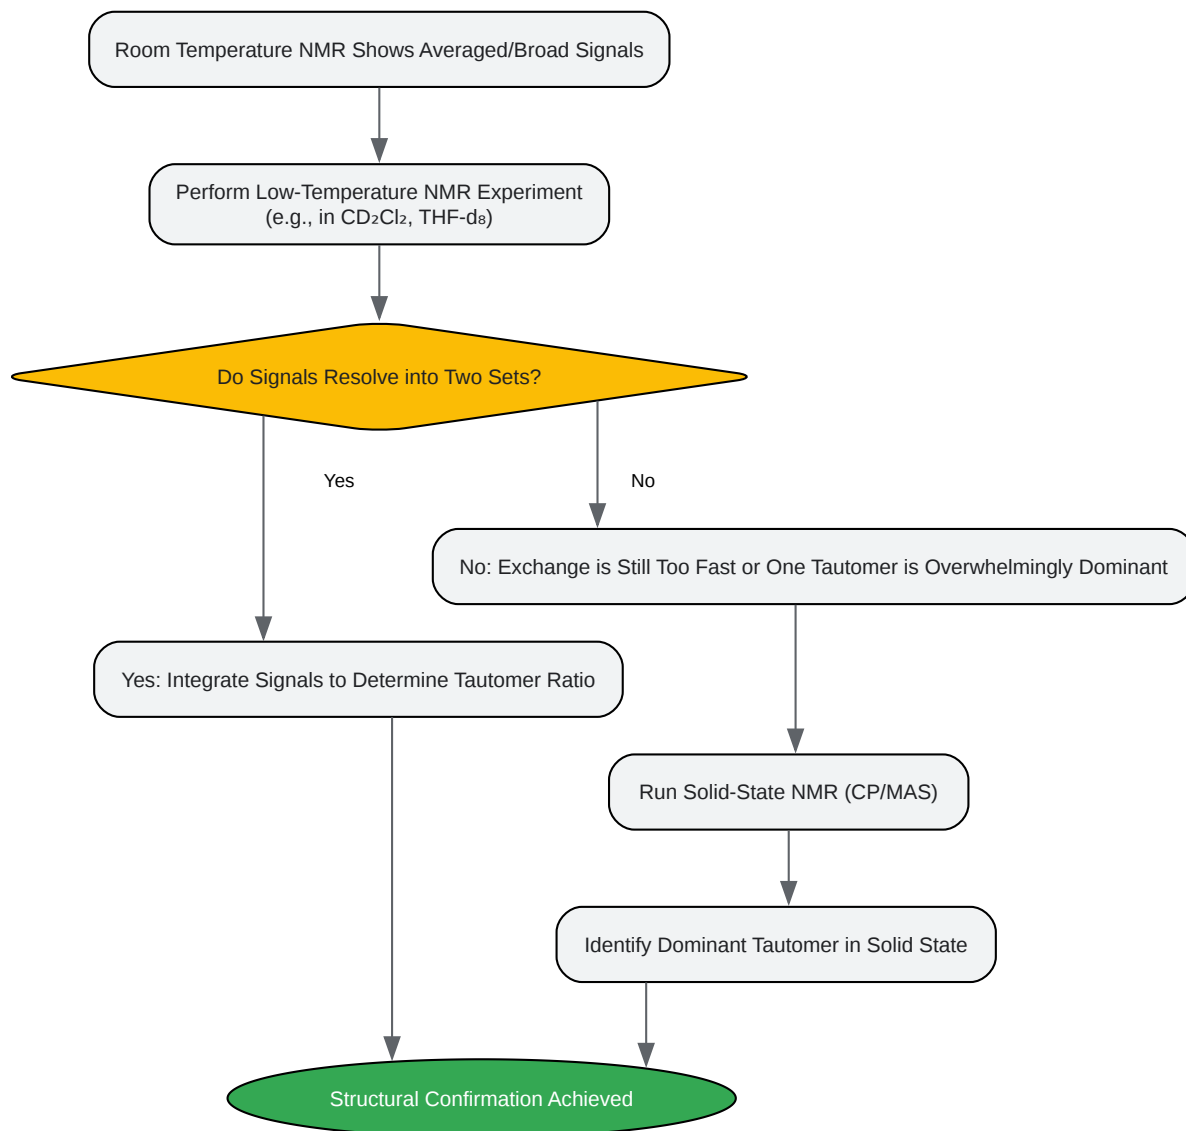 Room Temperature NMR Shows Averaged/Broad Signals
Perform Low-Temperature NMR Experiment
(e.g., in CD₂Cl₂, THF-d₈)
Do Signals Resolve into Two Sets?
Yes
No
No: Exchange is Still Too Fast or One Tautomer is Overwhelmingly Dominant
Yes: Integrate Signals to Determine Tautomer Ratio
Run Solid-State NMR (CP/MAS)
Identify Dominant Tautomer in Solid State
Structural Confirmation Achieved